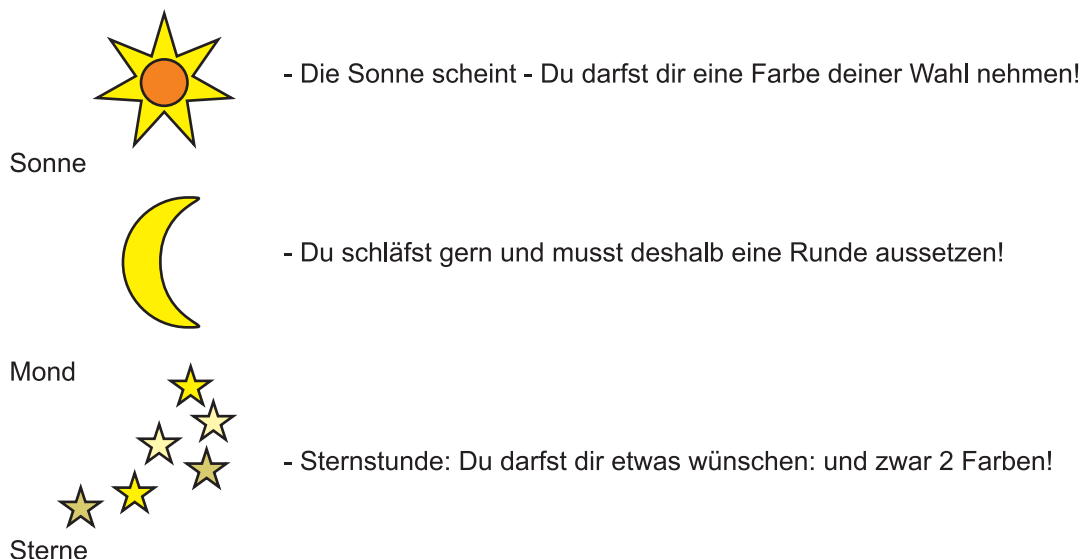 - Die Sonne scheint - Du darfst dir eine Farbe deiner Wahl nehmen!
Sonne
- Du schläfst gern und musst deshalb eine Runde aussetzen!
Mond
- Sternstunde: Du darfst dir etwas wünschen: und zwar 2 Farben!
Sterne